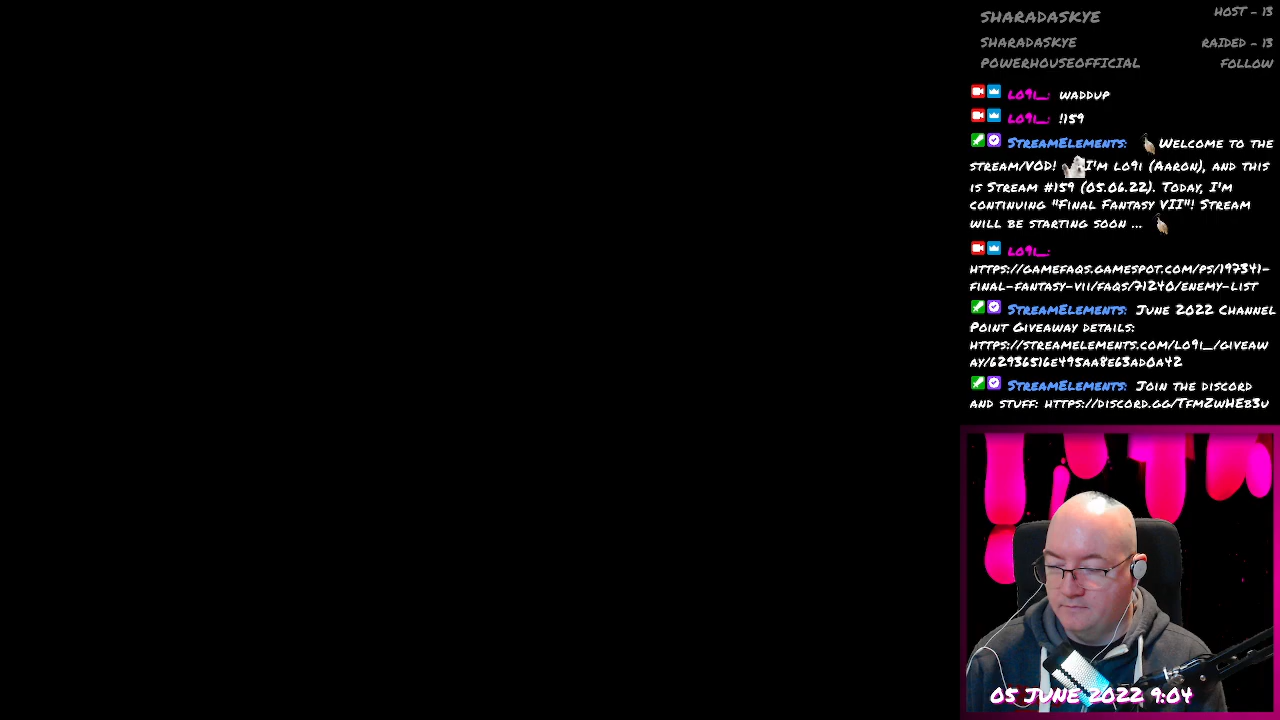 SHARADASKYE HOST - 13
SHARADASKYE RAIDED - 13
POWERHOUSEOFFICIAL FOLLOW
LO9I_: WADDUP
LO9I_: !159
STREAMELEMENTS: WELCOME TO THE
STREAM/VOD! I'M LO9I (AARON), AND THIS
IS STREAM #159 (05.06.22). TODAY, I'M
CONTINUING "FINAL FANTASY VII"! STREAM
WILL BE STARTING SOON ...
LO9I_:
HTTPS://GAMEFAQS.GAMESPOT.COM/PS/197341-
FINAL-FANTASY-VII/FAQS/71240/ENEMY-LIST
STREAMELEMENTS: JUNE 2022 CHANNEL
POINT GIVEAWAY DETAILS:
HTTPS://STREAMELEMENTS.COM/LO9I_/GIVEAW
AY/62936516E495AA8E63AD0A42
STREAMELEMENTS: JOIN THE DISCORD
AND STUFF: HTTPS://DISCORD.GG/TFMZWHEB3U
05 JUNE 2022 9:04